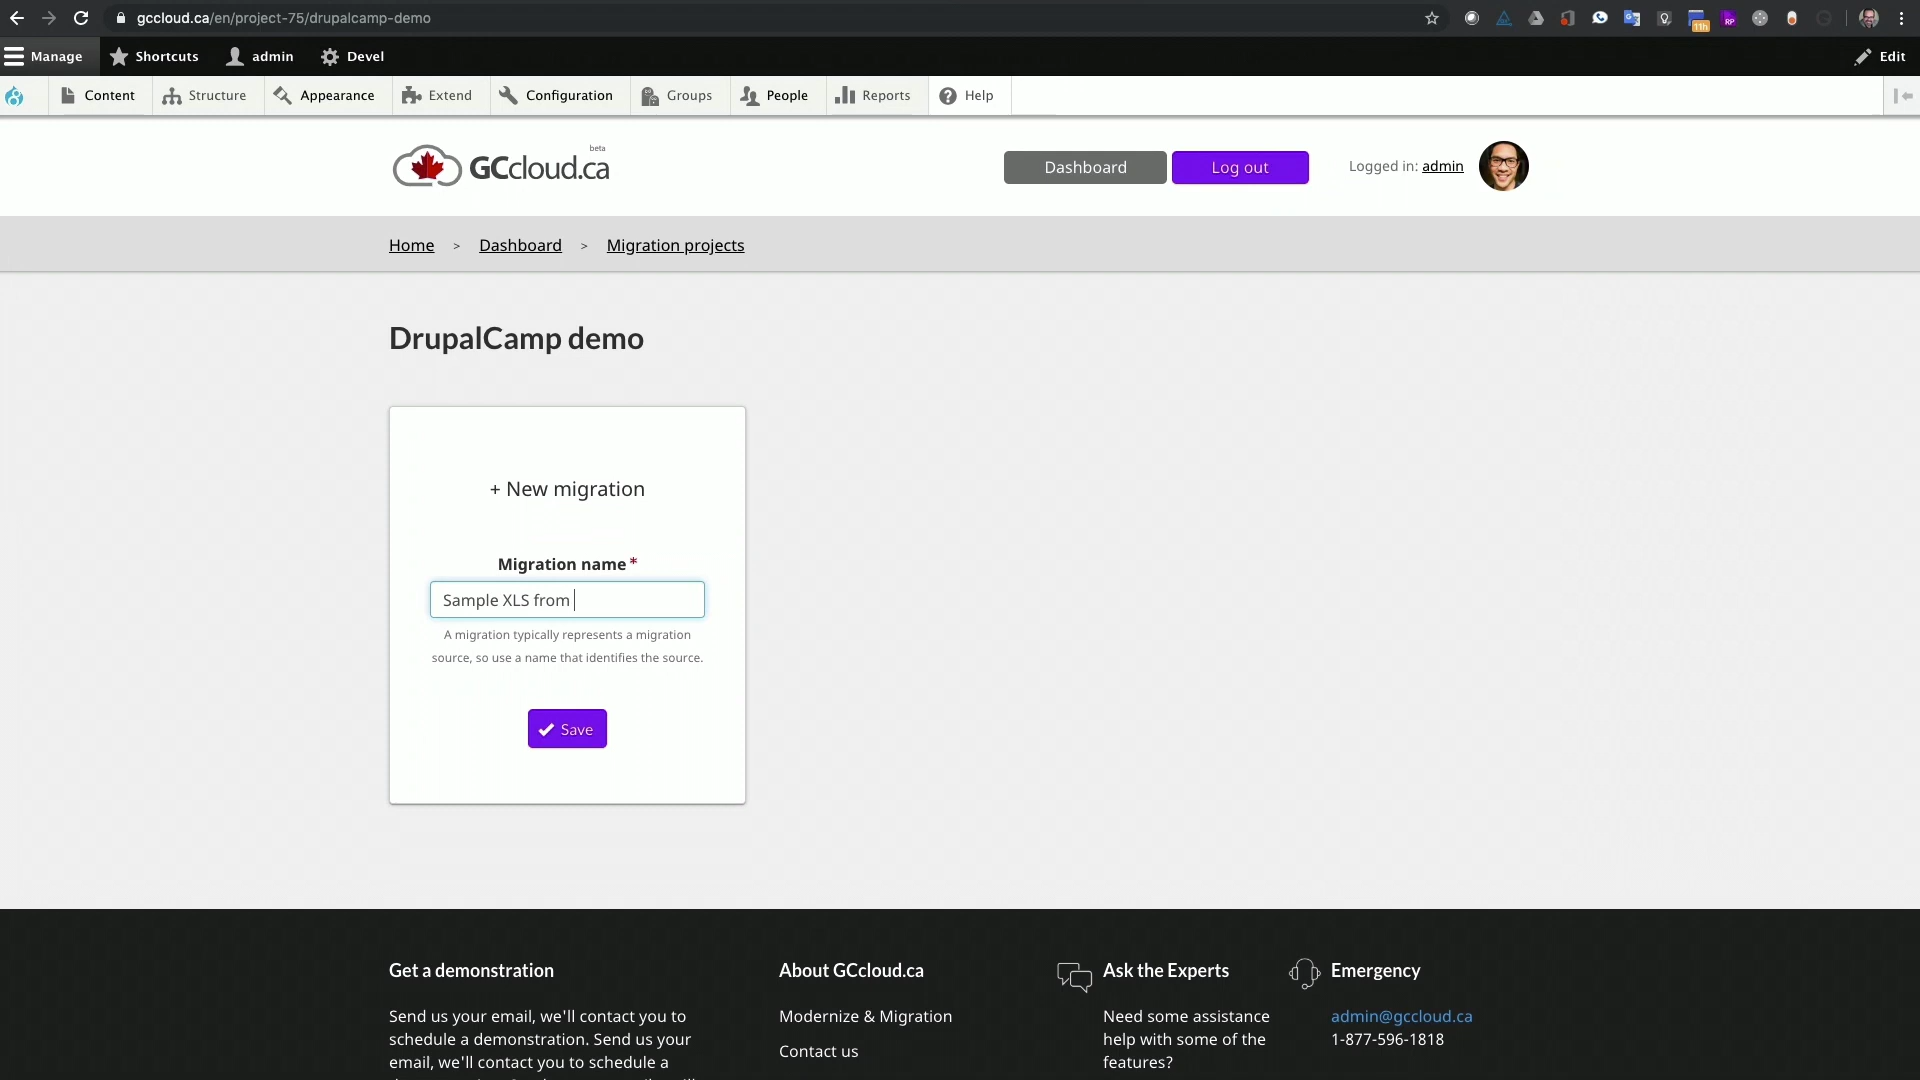 gccloud.ca/en/project-75/drupalcamp-demo
11h
RP
Manage
Shortcuts
admin
Devel
Edit
Content
Structure
Appearance
Extend
Configuration
Groups
People
Reports
Help
GCcloud.ca
beta
Dashboard
Log out
Logged in: admin
Home > Dashboard > Migration projects
DrupalCamp demo
+ New migration
Migration name*
Sample XLS from
A migration typically represents a migration
source, so use a name that identifies the source.
Save
Get a demonstration
Send us your email, we'll contact you to
schedule a demonstration. Send us your
email, we'll contact you to schedule a
About GCcloud.ca
Modernize & Migration
Contact us
Ask the Experts
Need some assistance
help with some of the
features?
Emergency
admin@gccloud.ca
1-877-596-1818